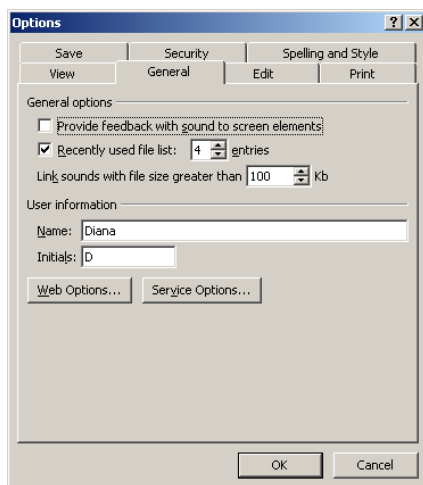 Options
Save Security Spelling and Style
View General Edit Print
General options
Provide feedback with sound to screen elements
Recently used file list: 4 entries
Link sounds with file size greater than 100 Kb
User information
Name: Diana
Initials: D
Web Options... Service Options...
OK Cancel